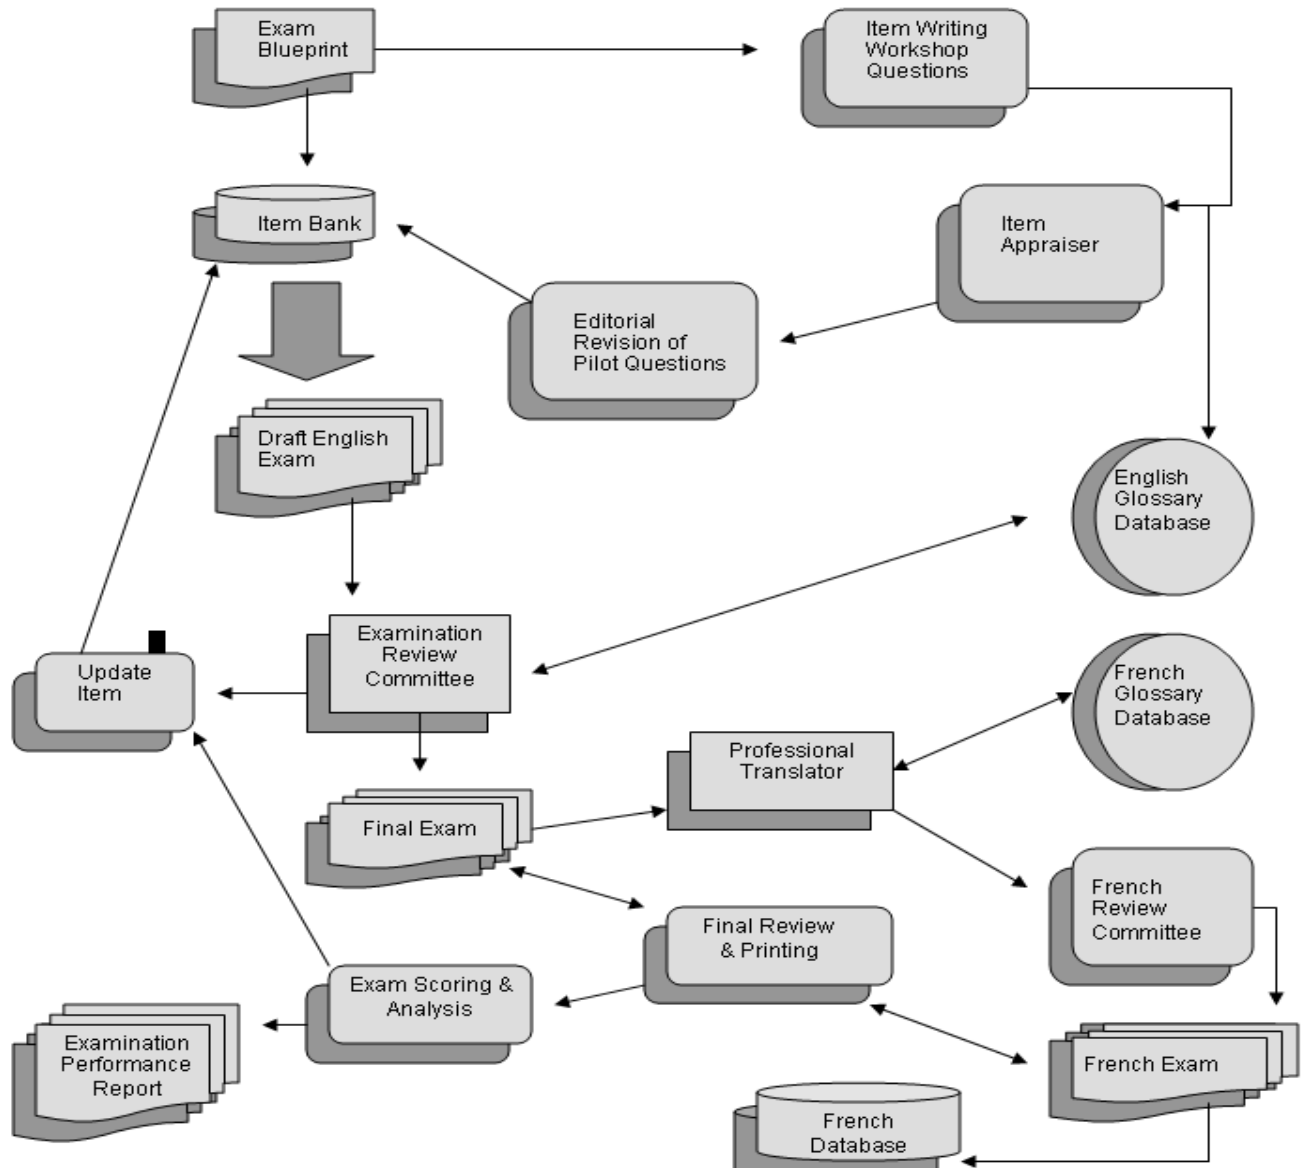 Exam
Blueprint
Item Writing
Workshop
Questions
Item Bank
Item
Appraiser
Editorial
Revision of
Pilot Questions
Draft English
Exam
English
Glossary
Database
Examination
Review
Committee
Update
Item
French
Glossary
Database
Professional
Translator
Final Exam
French
Review
Committee
Final Review
& Printing
Exam Scoring &
Analysis
Examination
Performance
Report
French Exam
French
Database